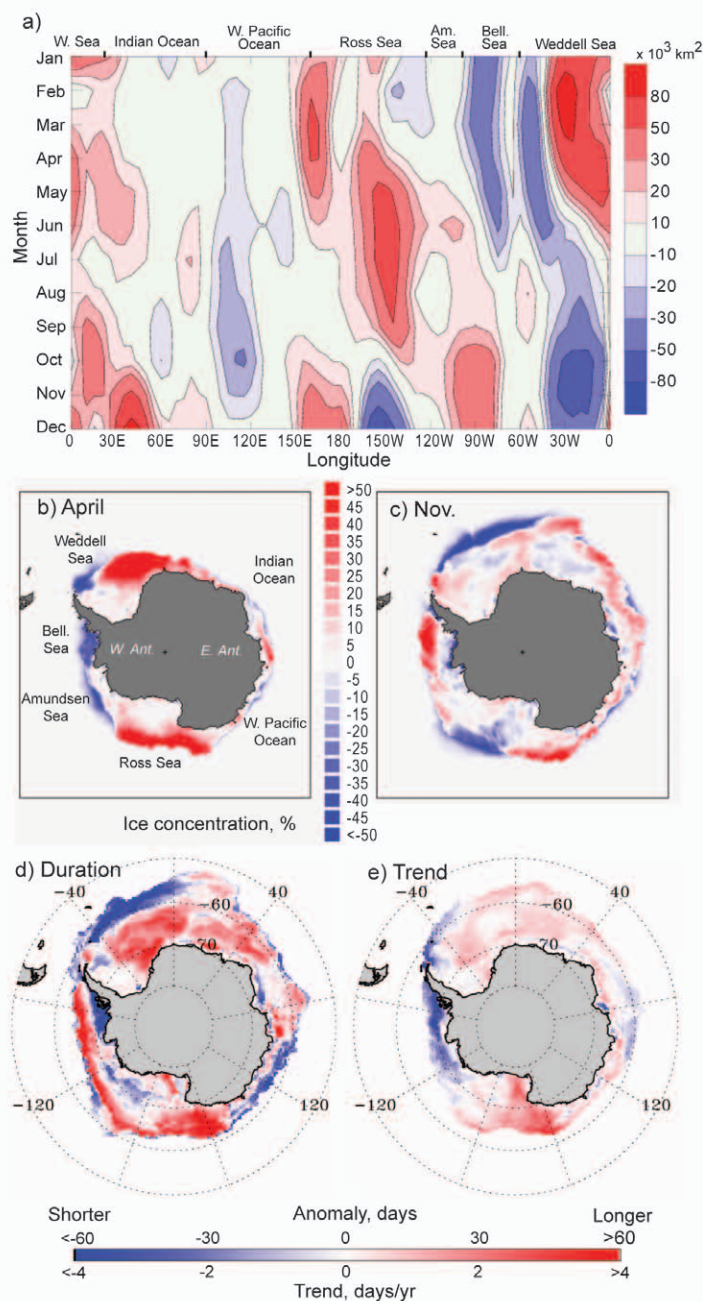 a)
W. Sea Indian Ocean W. Pacific Ocean Ross Sea Am. Sea Bell. Sea Weddell Sea
x 10³ km²
Jan
Feb
Mar
Apr
May
Jun
Jul
Aug
Sep
Oct
Nov
Dec
Month
0 30E 60E 90E 120E 150E 180 150W 120W 90W 60W 30W 0
Longitude
80
50
30
20
10
-10
-20
-30
-50
-80
b) April
Weddell Sea
Indian Ocean
Bell. Sea
W. Ant. E. Ant.
Amundsen Sea
W. Pacific Ocean
Ross Sea
Ice concentration, %
>50
45
40
35
30
25
20
15
10
5
0
-5
-10
-15
-20
-25
-30
-35
-40
-45
<-50
c) Nov.
d) Duration
-40 40
-60
-70
-120 120
e) Trend
-40 40
-60
-70
-120 120
Shorter Anomaly, days Longer
<-60 -30 0 30 >60
<-4 -2 0 2 >4
Trend, days/yr